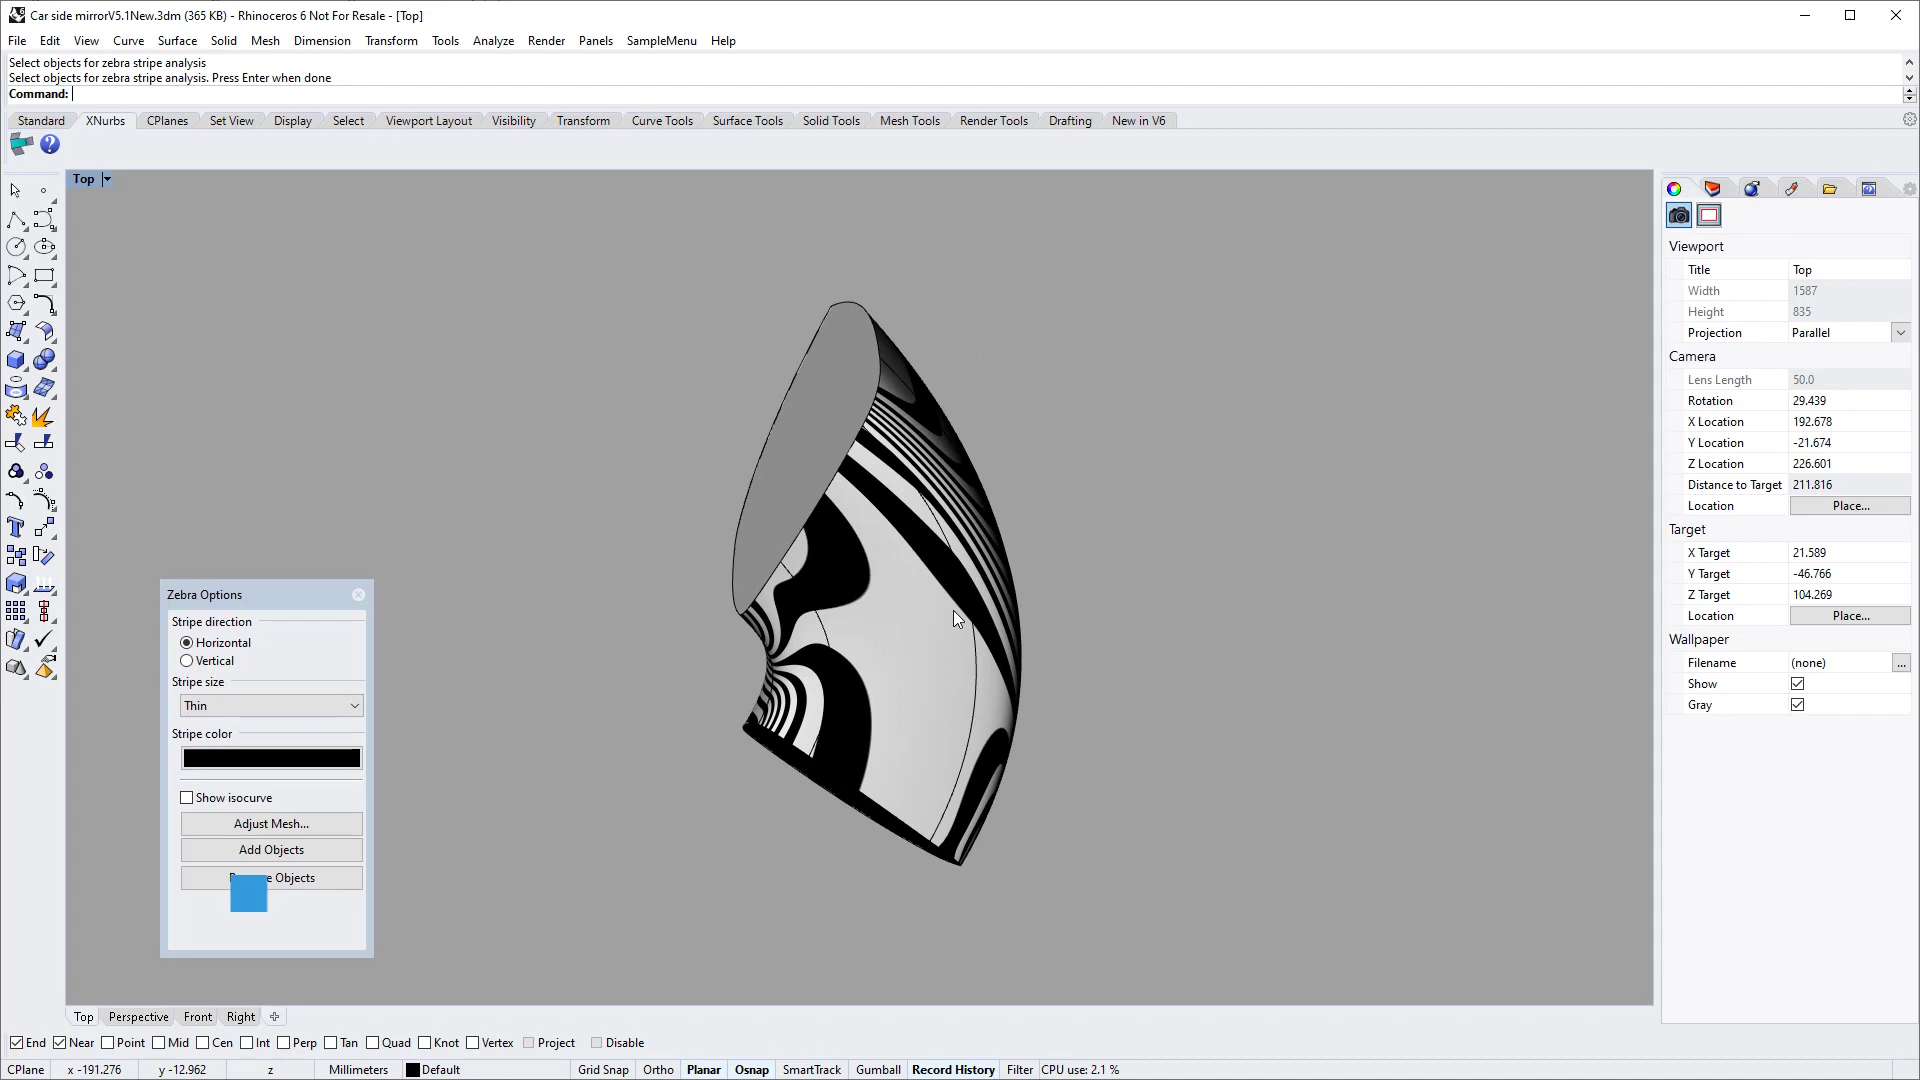 Car side mirrorV5.1New.3dm (365 KB) - Rhinoceros 6 Not For Resale - [Top]
File Edit View Curve Surface Solid Mesh Dimension Transform Tools Analyze Render Panels SampleMenu Help
Select objects for zebra stripe analysis
Select objects for zebra stripe analysis. Press Enter when done
Command:
Standard XNurbs CPlanes Set View Display Select Viewport Layout Visibility Transform Curve Tools Surface Tools Solid Tools Mesh Tools Render Tools Drafting New in V6
Top
Viewport
Title Top
Width 1587
Height 835
Projection Parallel
Camera
Lens Length 50.0
Rotation 29.439
X Location 192.678
Y Location -21.674
Z Location 226.601
Distance to Target 211.816
Location Place...
Target
X Target 21.589
Y Target -46.766
Z Target 104.269
Location Place...
Wallpaper
Filename (none) ...
Show
Gray
Zebra Options
Stripe direction
Horizontal
Vertical
Stripe size
Thin
Stripe color
Show isocurve
Adjust Mesh...
Add Objects
Objects
Top Perspective Front Right
End Near Point Mid Cen Int Perp Tan Quad Knot Vertex Project Disable
CPlane x -191.276 y -12.962 z Millimeters Default Grid Snap Ortho Planar Osnap SmartTrack Gumball Record History Filter CPU use: 2.1 %